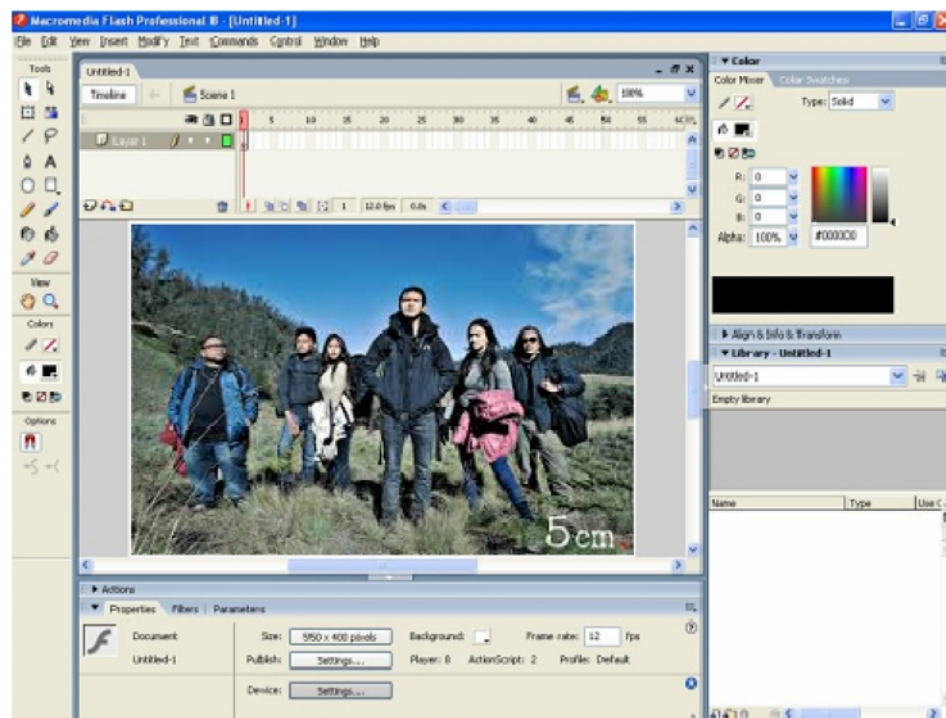 Macromedia Flash Professional 8 - [Untitled-1]
File Edit View Insert Modify Text Commands Control Window Help
Tools
View
Colors
Options
Untitled-1
Timeline
Scene 1
100%
5 10 15 20 25 30 35 40 45 50 55 60
Layer 1
1 12.0 fps 0.0s
5 cm
Actions
Properties Filters Parameters
Document
Untitled-1
Size: 550 x 400 pixels
Background:
Frame rate: 12 fps
Publish: Settings...
Player: 8 ActionScript: 2 Profile: Default
Device: Settings...
Color
Color Mixer Color Swatches
Type: Solid
R: 0
G: 0
B: 0
Alpha: 100%
#000000
Align & Info & Transform
Library - Untitled-1
Untitled-1
Empty library
Name Type Use C